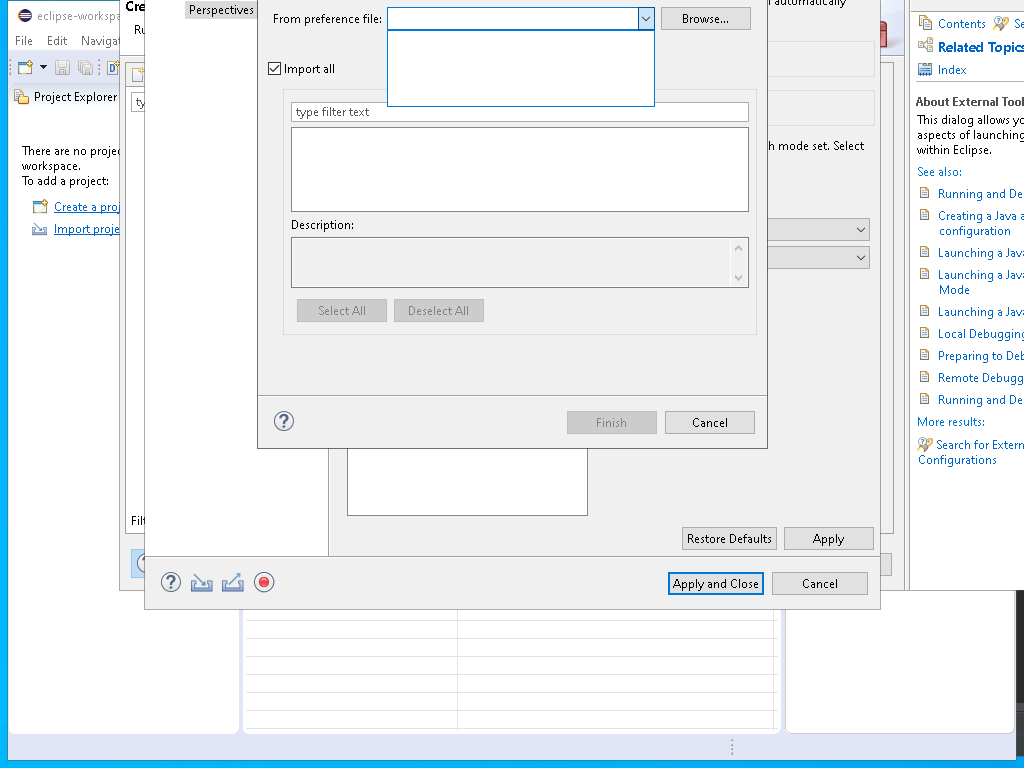 eclipse-workspa
File
Edit
Navigat
Project Explorer
There are no projec
workspace.
To add a project:
Create a proj
Import proje
Cre
Ru
ty
Filt
Perspectives
From preference file:
Browse...
Import all
type filter text
Description:
Select All
Deselect All
Finish
Cancel
automatically
h mode set. Select
Restore Defaults
Apply
Apply and Close
Cancel
Contents
Se
Related Topics
Index
About External Tool
This dialog allows yo
aspects of launching
within Eclipse.
See also:
Running and De
Creating a Java a
configuration
Launching a Java
Launching a Java
Mode
Launching a Java
Local Debugging
Preparing to Deb
Remote Debugg
Running and De
More results:
Search for Extern
Configurations